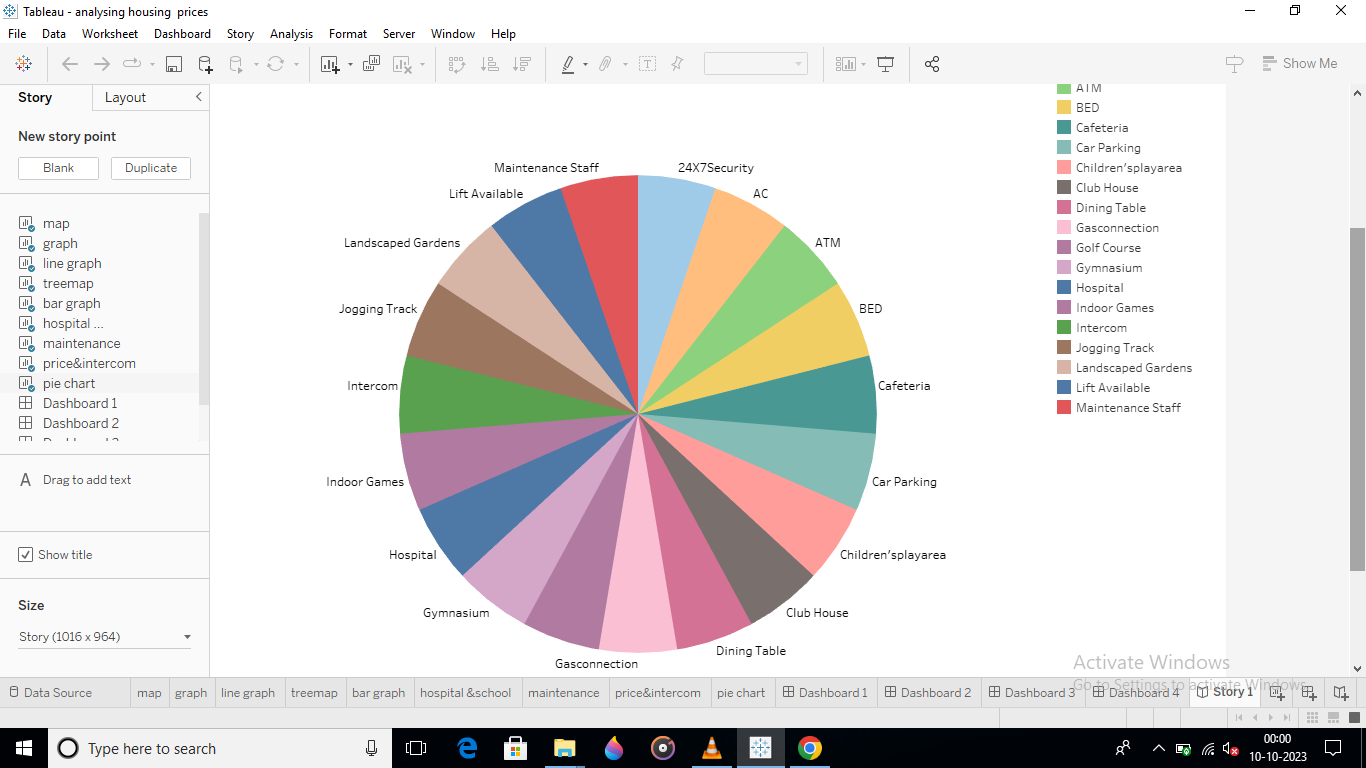 Tableau - analysing housing prices
File Data Worksheet Dashboard Story Analysis Format Server Window Help
Show Me
Story Layout
New story point
Blank Duplicate
map
graph
line graph
treemap
bar graph
hospital ...
maintenance
price&intercom
pie chart
Dashboard 1
Dashboard 2
A Drag to add text
Show title
Size
Story (1016 x 964)
Maintenance Staff 24X7Security
Lift Available AC
Landscaped Gardens ATM
Jogging Track BED
Intercom Cafeteria
Indoor Games Car Parking
Hospital Children'splayarea
Gymnasium Club House
Gasconnection Dining Table
ATM
BED
Cafeteria
Car Parking
Children'splayarea
Club House
Dining Table
Gasconnection
Golf Course
Gymnasium
Hospital
Indoor Games
Intercom
Jogging Track
Landscaped Gardens
Lift Available
Maintenance Staff
Activate Windows
Go to Settings to activate Windows.
Data Source map graph line graph treemap bar graph hospital &school maintenance price&intercom pie chart Dashboard 1 Dashboard 2 Dashboard 3 Dashboard 4 Story 1
Type here to search
00:00
10-10-2023